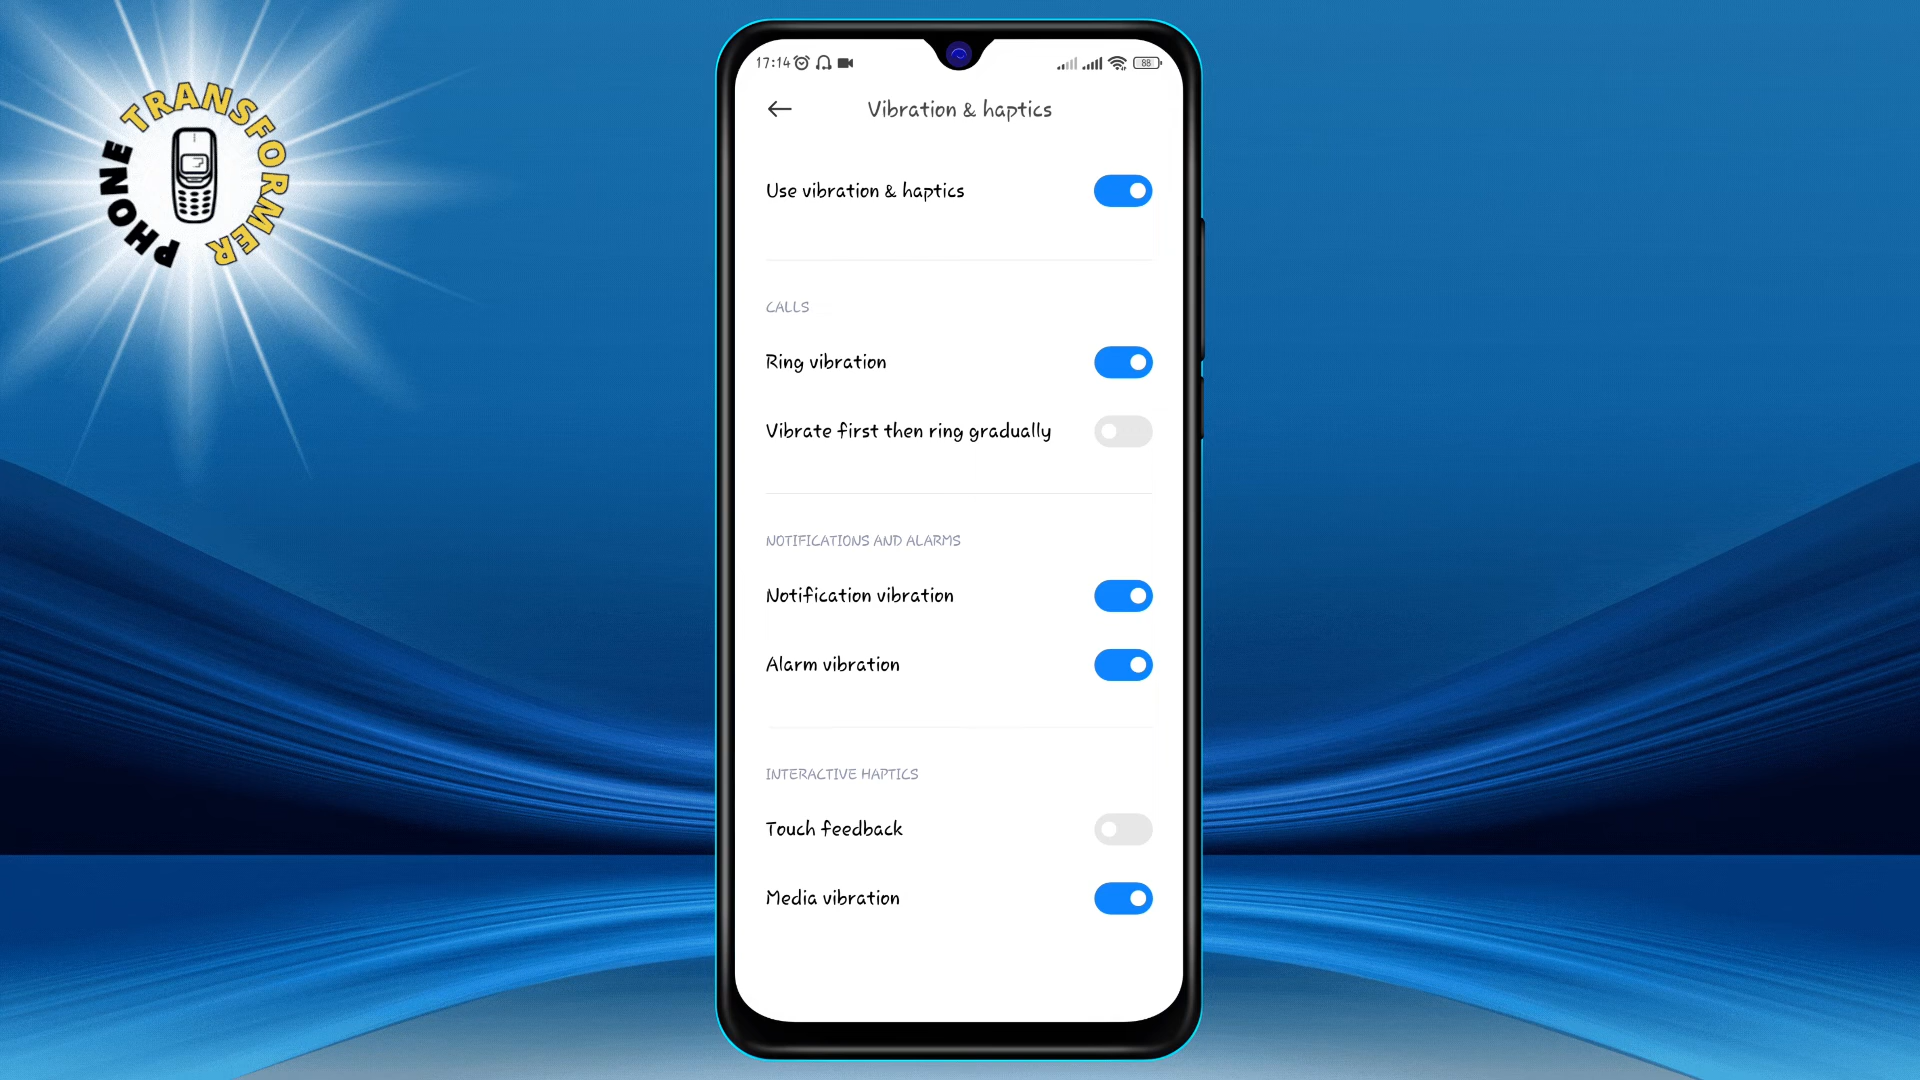 PHONE TRANSFORMER
17:14
88
Vibration & haptics
Use vibration & haptics
CALLS
Ring vibration
Vibrate first then ring gradually
NOTIFICATIONS AND ALARMS
Notification vibration
Alarm vibration
INTERACTIVE HAPTICS
Touch feedback
Media vibration